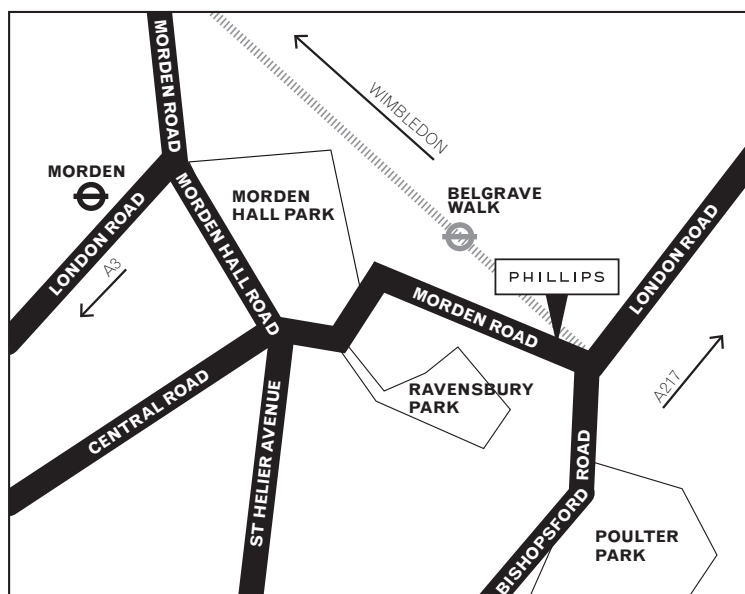 MORDEN ROAD
WIMBLEDON
MORDEN
MORDEN
HALL PARK
BELGRAVE
WALK
LONDON ROAD
MORDEN HALL ROAD
LONDON ROAD
A3
PHILLIPS
MORDEN ROAD
A217
CENTRAL ROAD
ST HELIER AVENUE
RAVENSBURY
PARK
BISHOPSFORD ROAD
POULTER
PARK